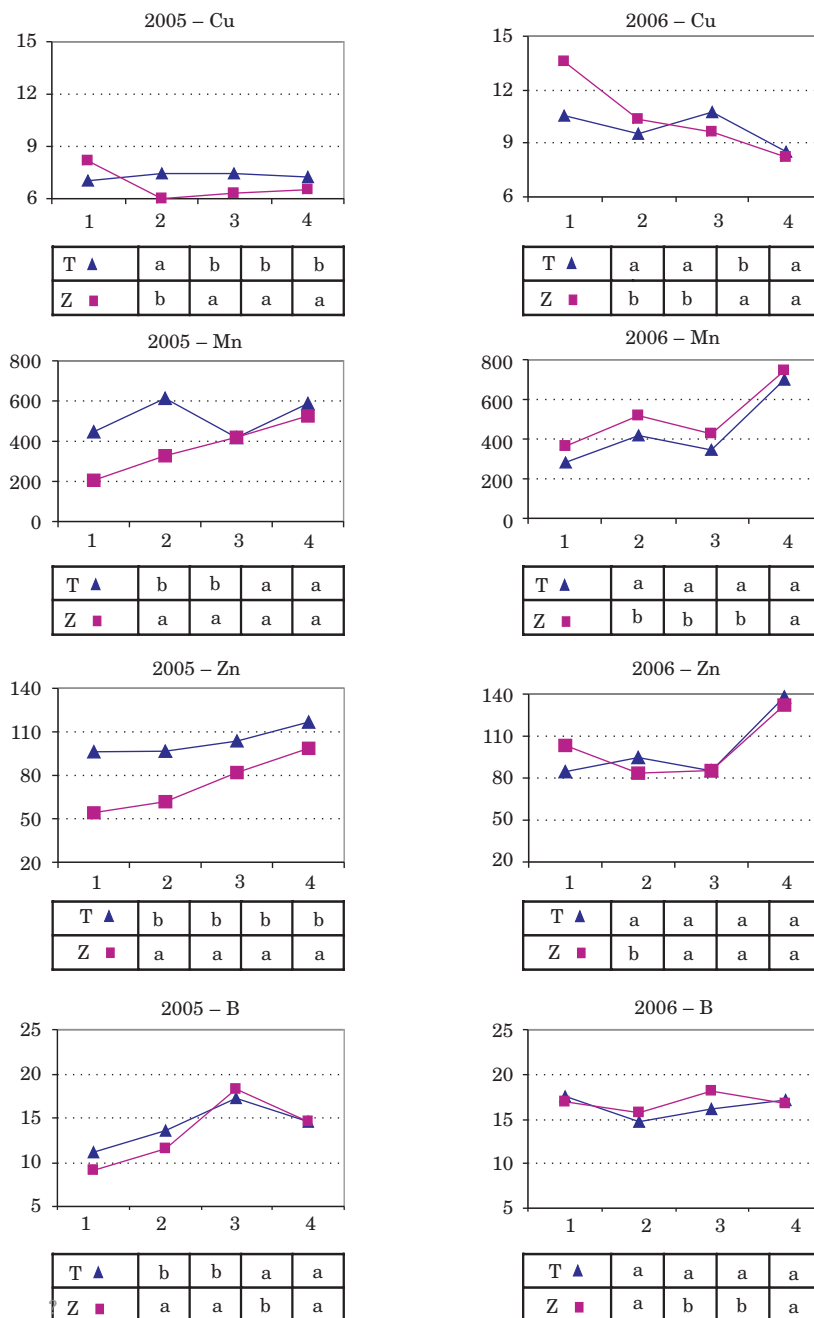 2005 – Cu
15
12
9
6
1 2 3 4
T a b b b
Z b a a a
2006 – Cu
15
12
9
6
1 2 3 4
T a a b a
Z b b a a
2005 – Mn
800
600
400
200
0
1 2 3 4
T b b a a
Z a a a a
2006 – Mn
800
600
400
200
0
1 2 3 4
T a a a a
Z b b b a
2005 – Zn
140
110
80
50
20
1 2 3 4
T b b b b
Z a a a a
2006 – Zn
140
110
80
50
20
1 2 3 4
T a a a a
Z b a a a
2005 – B
25
20
15
10
5
1 2 3 4
T b b a a
Z a a b a
2006 – B
25
20
15
10
5
1 2 3 4
T a a a a
Z a b b a